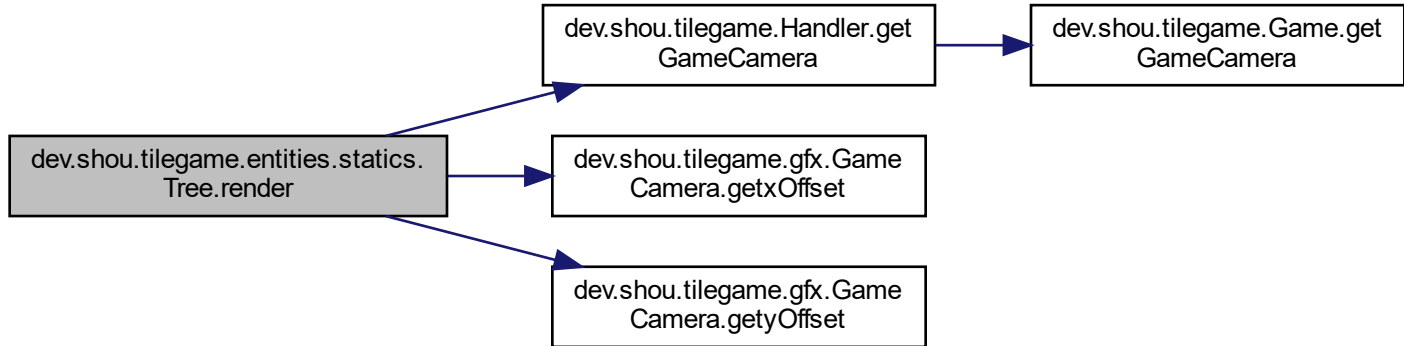 dev.shou.tilegame.Handler.get
GameCamera
dev.shou.tilegame.Game.get
GameCamera
dev.shou.tilegame.entities.statics.
Tree.render
dev.shou.tilegame.gfx.Game
Camera.getxOffset
dev.shou.tilegame.gfx.Game
Camera.getyOffset